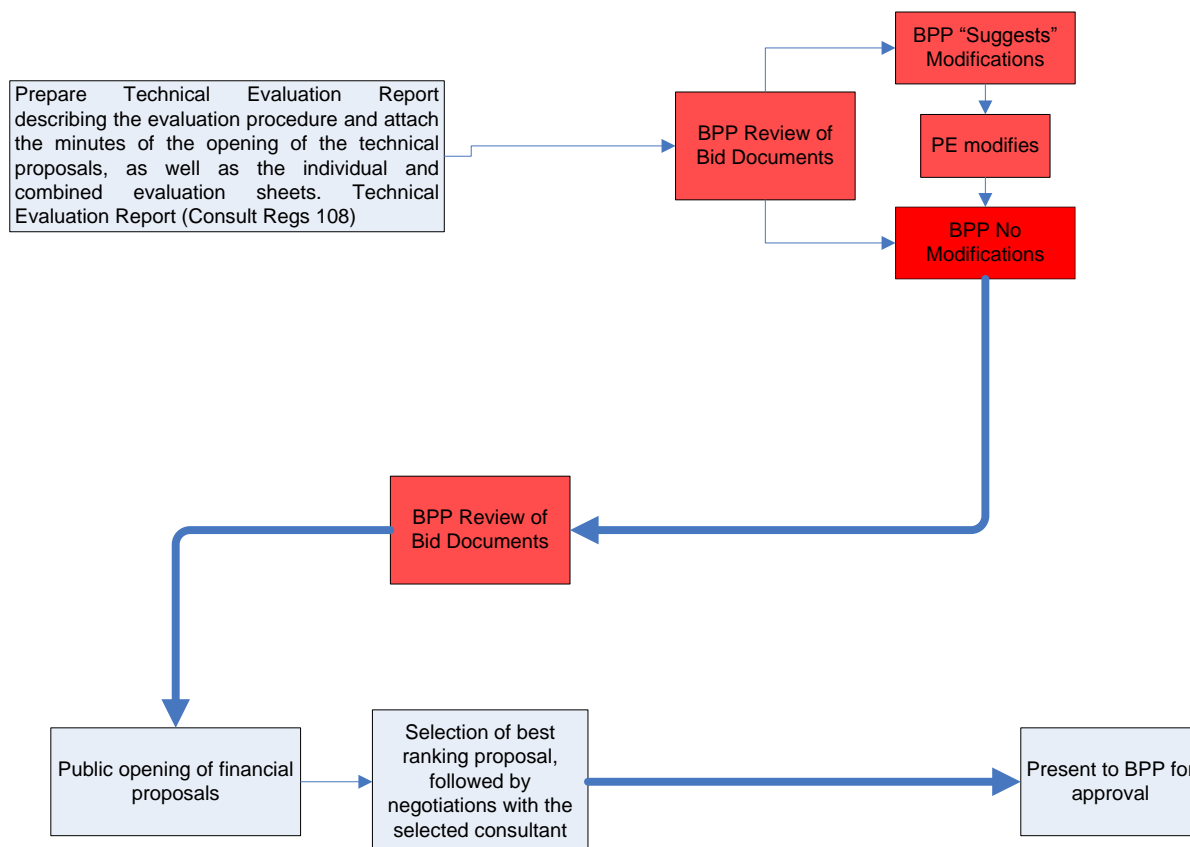 Prepare Technical Evaluation Report
describing the evaluation procedure and attach
the minutes of the opening of the technical
proposals, as well as the individual and
combined evaluation sheets. Technical
Evaluation Report (Consult Regs 108)
BPP Review of
Bid Documents
BPP “Suggests”
Modifications
PE modifies
BPP No
Modifications
BPP Review of
Bid Documents
Public opening of financial
proposals
Selection of best
ranking proposal,
followed by
negotiations with the
selected consultant
Present to BPP for
approval